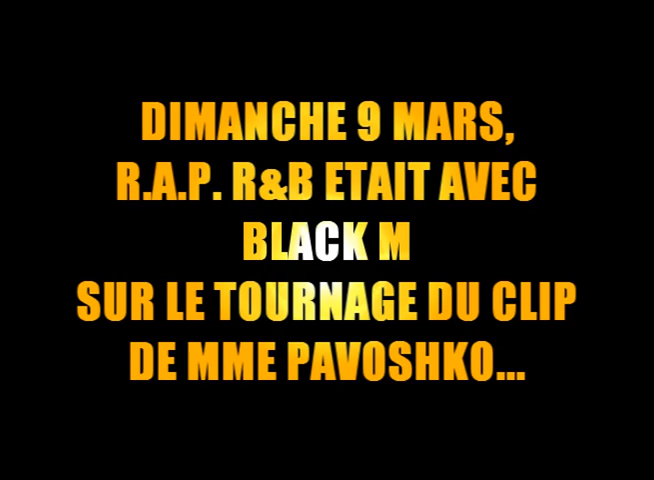 DIMANCHE 9 MARS,
R.A.P. R&B ETAIT AVEC
BLACK M
SUR LE TOURNAGE DU CLIP
DE MME PAVOSHKO...